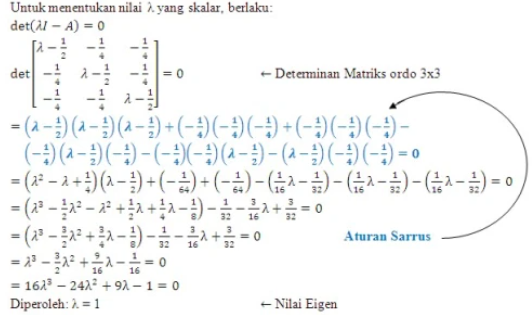 Untuk menentukan nilai λ yang skalar, berlaku:
det(λI − A) = 0
det [λ − 1/2 −1/4 −1/4; −1/4 λ − 1/2 −1/4; −1/4 −1/4 λ − 1/2] = 0 ← Determinan Matriks ordo 3x3
= (λ − 1/2)(λ − 1/2)(λ − 1/2) + (−1/4)(−1/4)(−1/4) + (−1/4)(−1/4)(−1/4) −
(−1/4)(λ − 1/2)(−1/4) − (−1/4)(−1/4)(λ − 1/2) − (λ − 1/2)(−1/4)(−1/4) = 0
= (λ² − λ + 1/4)(λ − 1/2) + (−1/64) + (−1/64) − (1/16 λ − 1/32) − (1/16 λ − 1/32) − (1/16 λ − 1/32) = 0
= (λ³ − 1/2 λ² − λ² + 1/2 λ + 1/4 λ − 1/8) − 1/32 − 3/16 λ + 3/32 = 0
= (λ³ − 3/2 λ² + 3/4 λ − 1/8) − 1/32 − 3/16 λ + 3/32 = 0 Aturan Sarrus
= λ³ − 3/2 λ² + 9/16 λ − 1/16 = 0
= 16λ³ − 24λ² + 9λ − 1 = 0
Diperoleh: λ = 1 ← Nilai Eigen